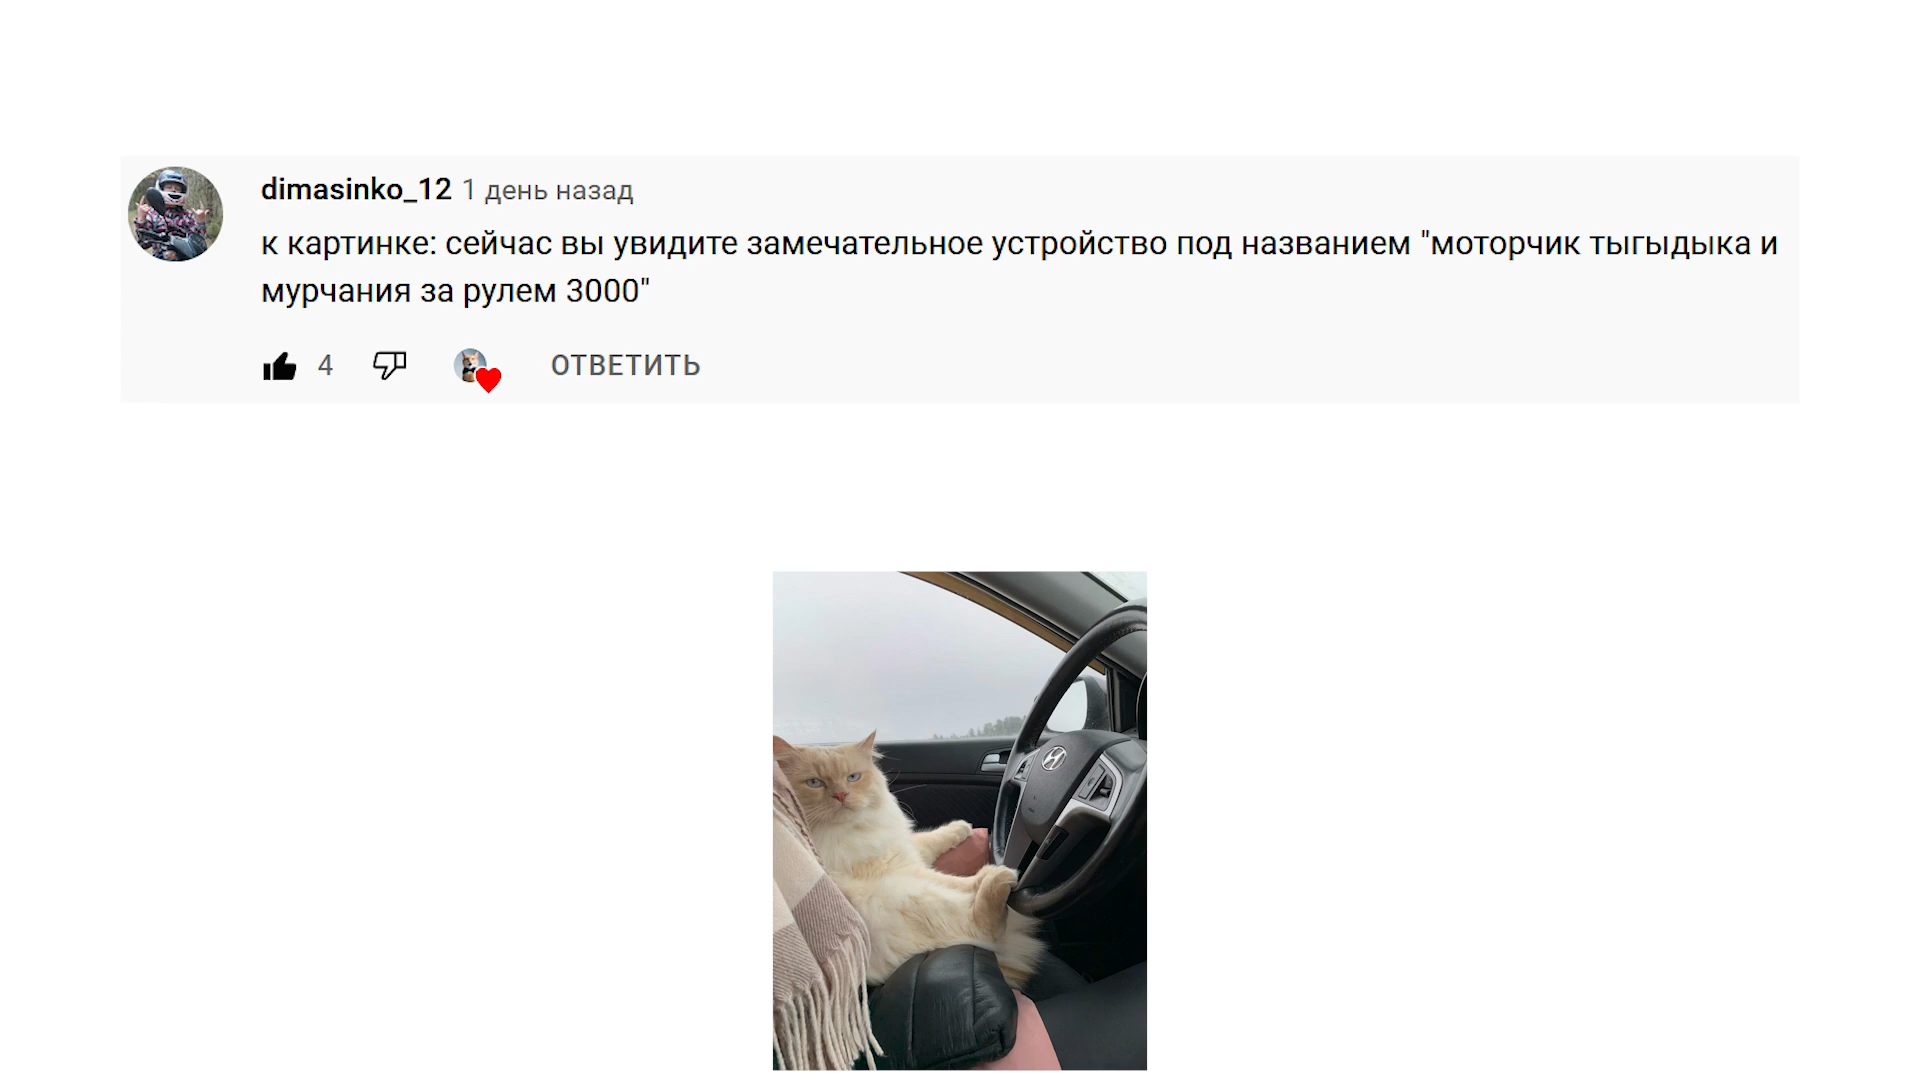 dimasinko_12 1 день назад
к картинке: сейчас вы увидите замечательное устройство под названием "моторчик тыгыдыка и
мурчания за рулем 3000"
4 ОТВЕТИТЬ